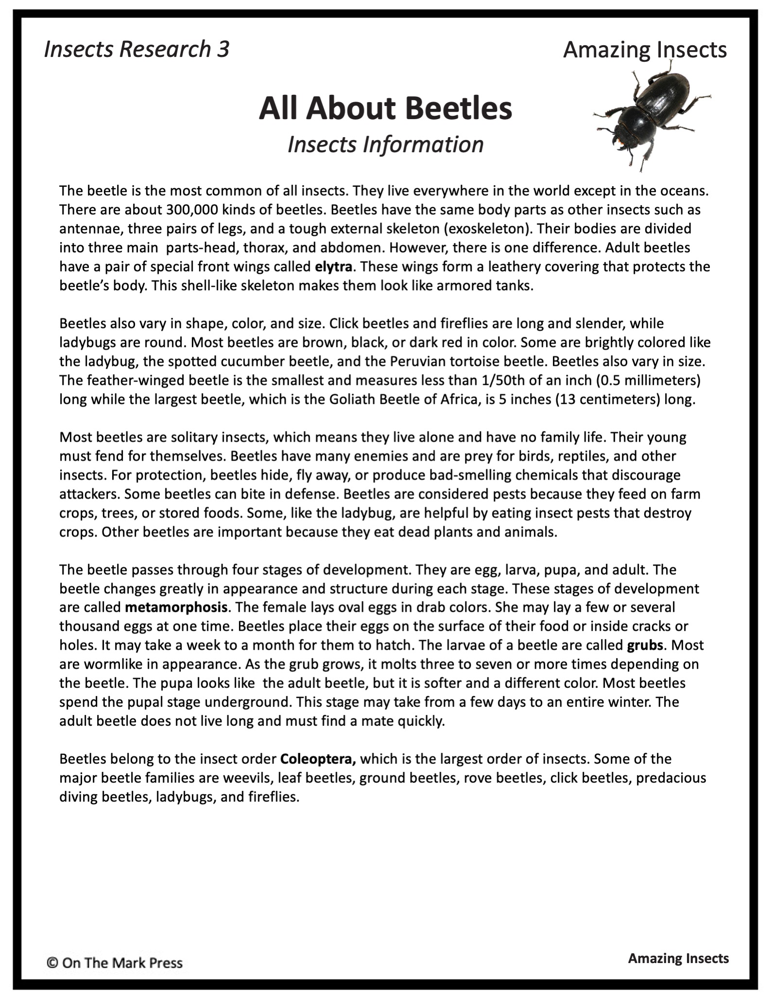 Insects Research 3
Amazing Insects
All About Beetles
Insects Information
The beetle is the most common of all insects. They live everywhere in the world except in the oceans.
There are about 300,000 kinds of beetles. Beetles have the same body parts as other insects such as
antennae, three pairs of legs, and a tough external skeleton (exoskeleton). Their bodies are divided
into three main  parts-head, thorax, and abdomen. However, there is one difference. Adult beetles
have a pair of special front wings called elytra. These wings form a leathery covering that protects the
beetle’s body. This shell-like skeleton makes them look like armored tanks.
Beetles also vary in shape, color, and size. Click beetles and fireflies are long and slender, while
ladybugs are round. Most beetles are brown, black, or dark red in color. Some are brightly colored like
the ladybug, the spotted cucumber beetle, and the Peruvian tortoise beetle. Beetles also vary in size.
The feather-winged beetle is the smallest and measures less than 1/50th of an inch (0.5 millimeters)
long while the largest beetle, which is the Goliath Beetle of Africa, is 5 inches (13 centimeters) long.
Most beetles are solitary insects, which means they live alone and have no family life. Their young
must fend for themselves. Beetles have many enemies and are prey for birds, reptiles, and other
insects. For protection, beetles hide, fly away, or produce bad-smelling chemicals that discourage
attackers. Some beetles can bite in defense. Beetles are considered pests because they feed on farm
crops, trees, or stored foods. Some, like the ladybug, are helpful by eating insect pests that destroy
crops. Other beetles are important because they eat dead plants and animals.
The beetle passes through four stages of development. They are egg, larva, pupa, and adult. The
beetle changes greatly in appearance and structure during each stage. These stages of development
are called metamorphosis. The female lays oval eggs in drab colors. She may lay a few or several
thousand eggs at one time. Beetles place their eggs on the surface of their food or inside cracks or
holes. It may take a week to a month for them to hatch. The larvae of a beetle are called grubs. Most
are wormlike in appearance. As the grub grows, it molts three to seven or more times depending on
the beetle. The pupa looks like  the adult beetle, but it is softer and a different color. Most beetles
spend the pupal stage underground. This stage may take from a few days to an entire winter. The
adult beetle does not live long and must find a mate quickly.
Beetles belong to the insect order Coleoptera, which is the largest order of insects. Some of the
major beetle families are weevils, leaf beetles, ground beetles, rove beetles, click beetles, predacious
diving beetles, ladybugs, and fireflies.
© On The Mark Press
Amazing Insects